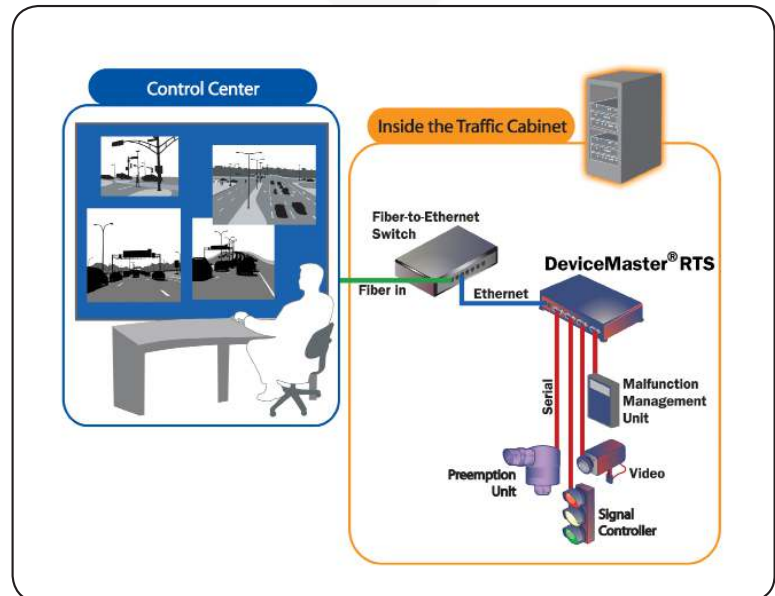 Control Center
Inside the Traffic Cabinet
Fiber-to-Ethernet
Switch
DeviceMaster® RTS
Fiber in
Ethernet
Serial
Malfunction
Management
Unit
Preemption
Unit
Video
Signal
Controller